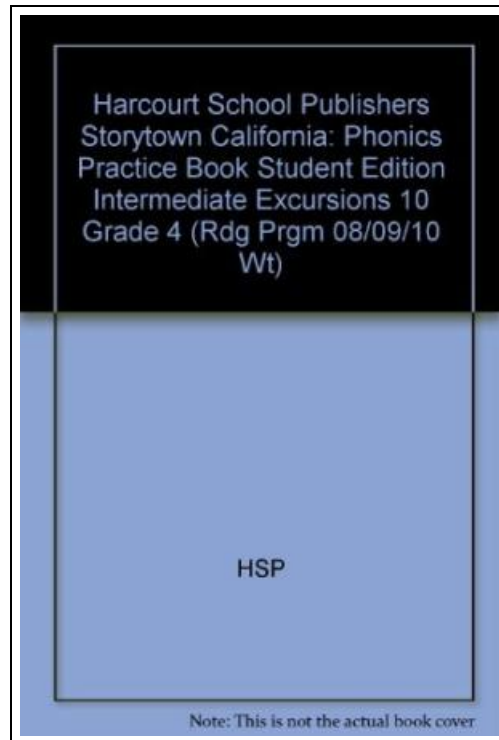 Harcourt School Publishers
Storytown California: Phonics
Practice Book Student Edition
Intermediate Excursions 10
Grade 4 (Rdg Prgm 08/09/10
Wt)
HSP
Note: This is not the actual book cover